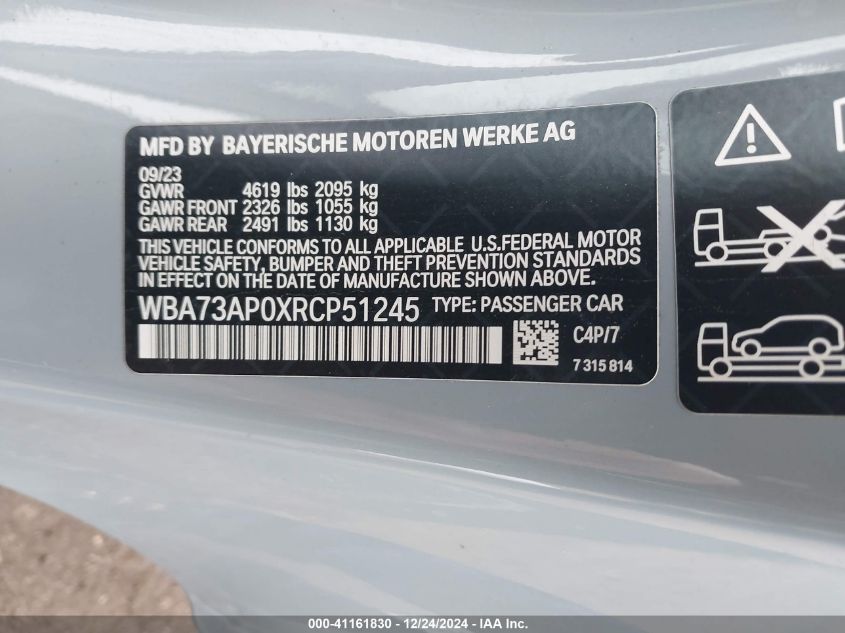 MFD BY BAYERISCHE MOTOREN WERKE AG
09/23
GVWR 4619 lbs 2095 kg
GAWR FRONT 2326 lbs 1055 kg
GAWR REAR 2491 lbs 1130 kg
THIS VEHICLE CONFORMS TO ALL APPLICABLE U.S.FEDERAL MOTOR
VEHICLE SAFETY, BUMPER AND THEFT PREVENTION STANDARDS
IN EFFECT ON THE DATE OF MANUFACTURE SHOWN ABOVE.
WBA73AP0XRCP51245 TYPE: PASSENGER CAR
C4P/7
7 315 814
000-41161830 - 12/24/2024 - IAA Inc.